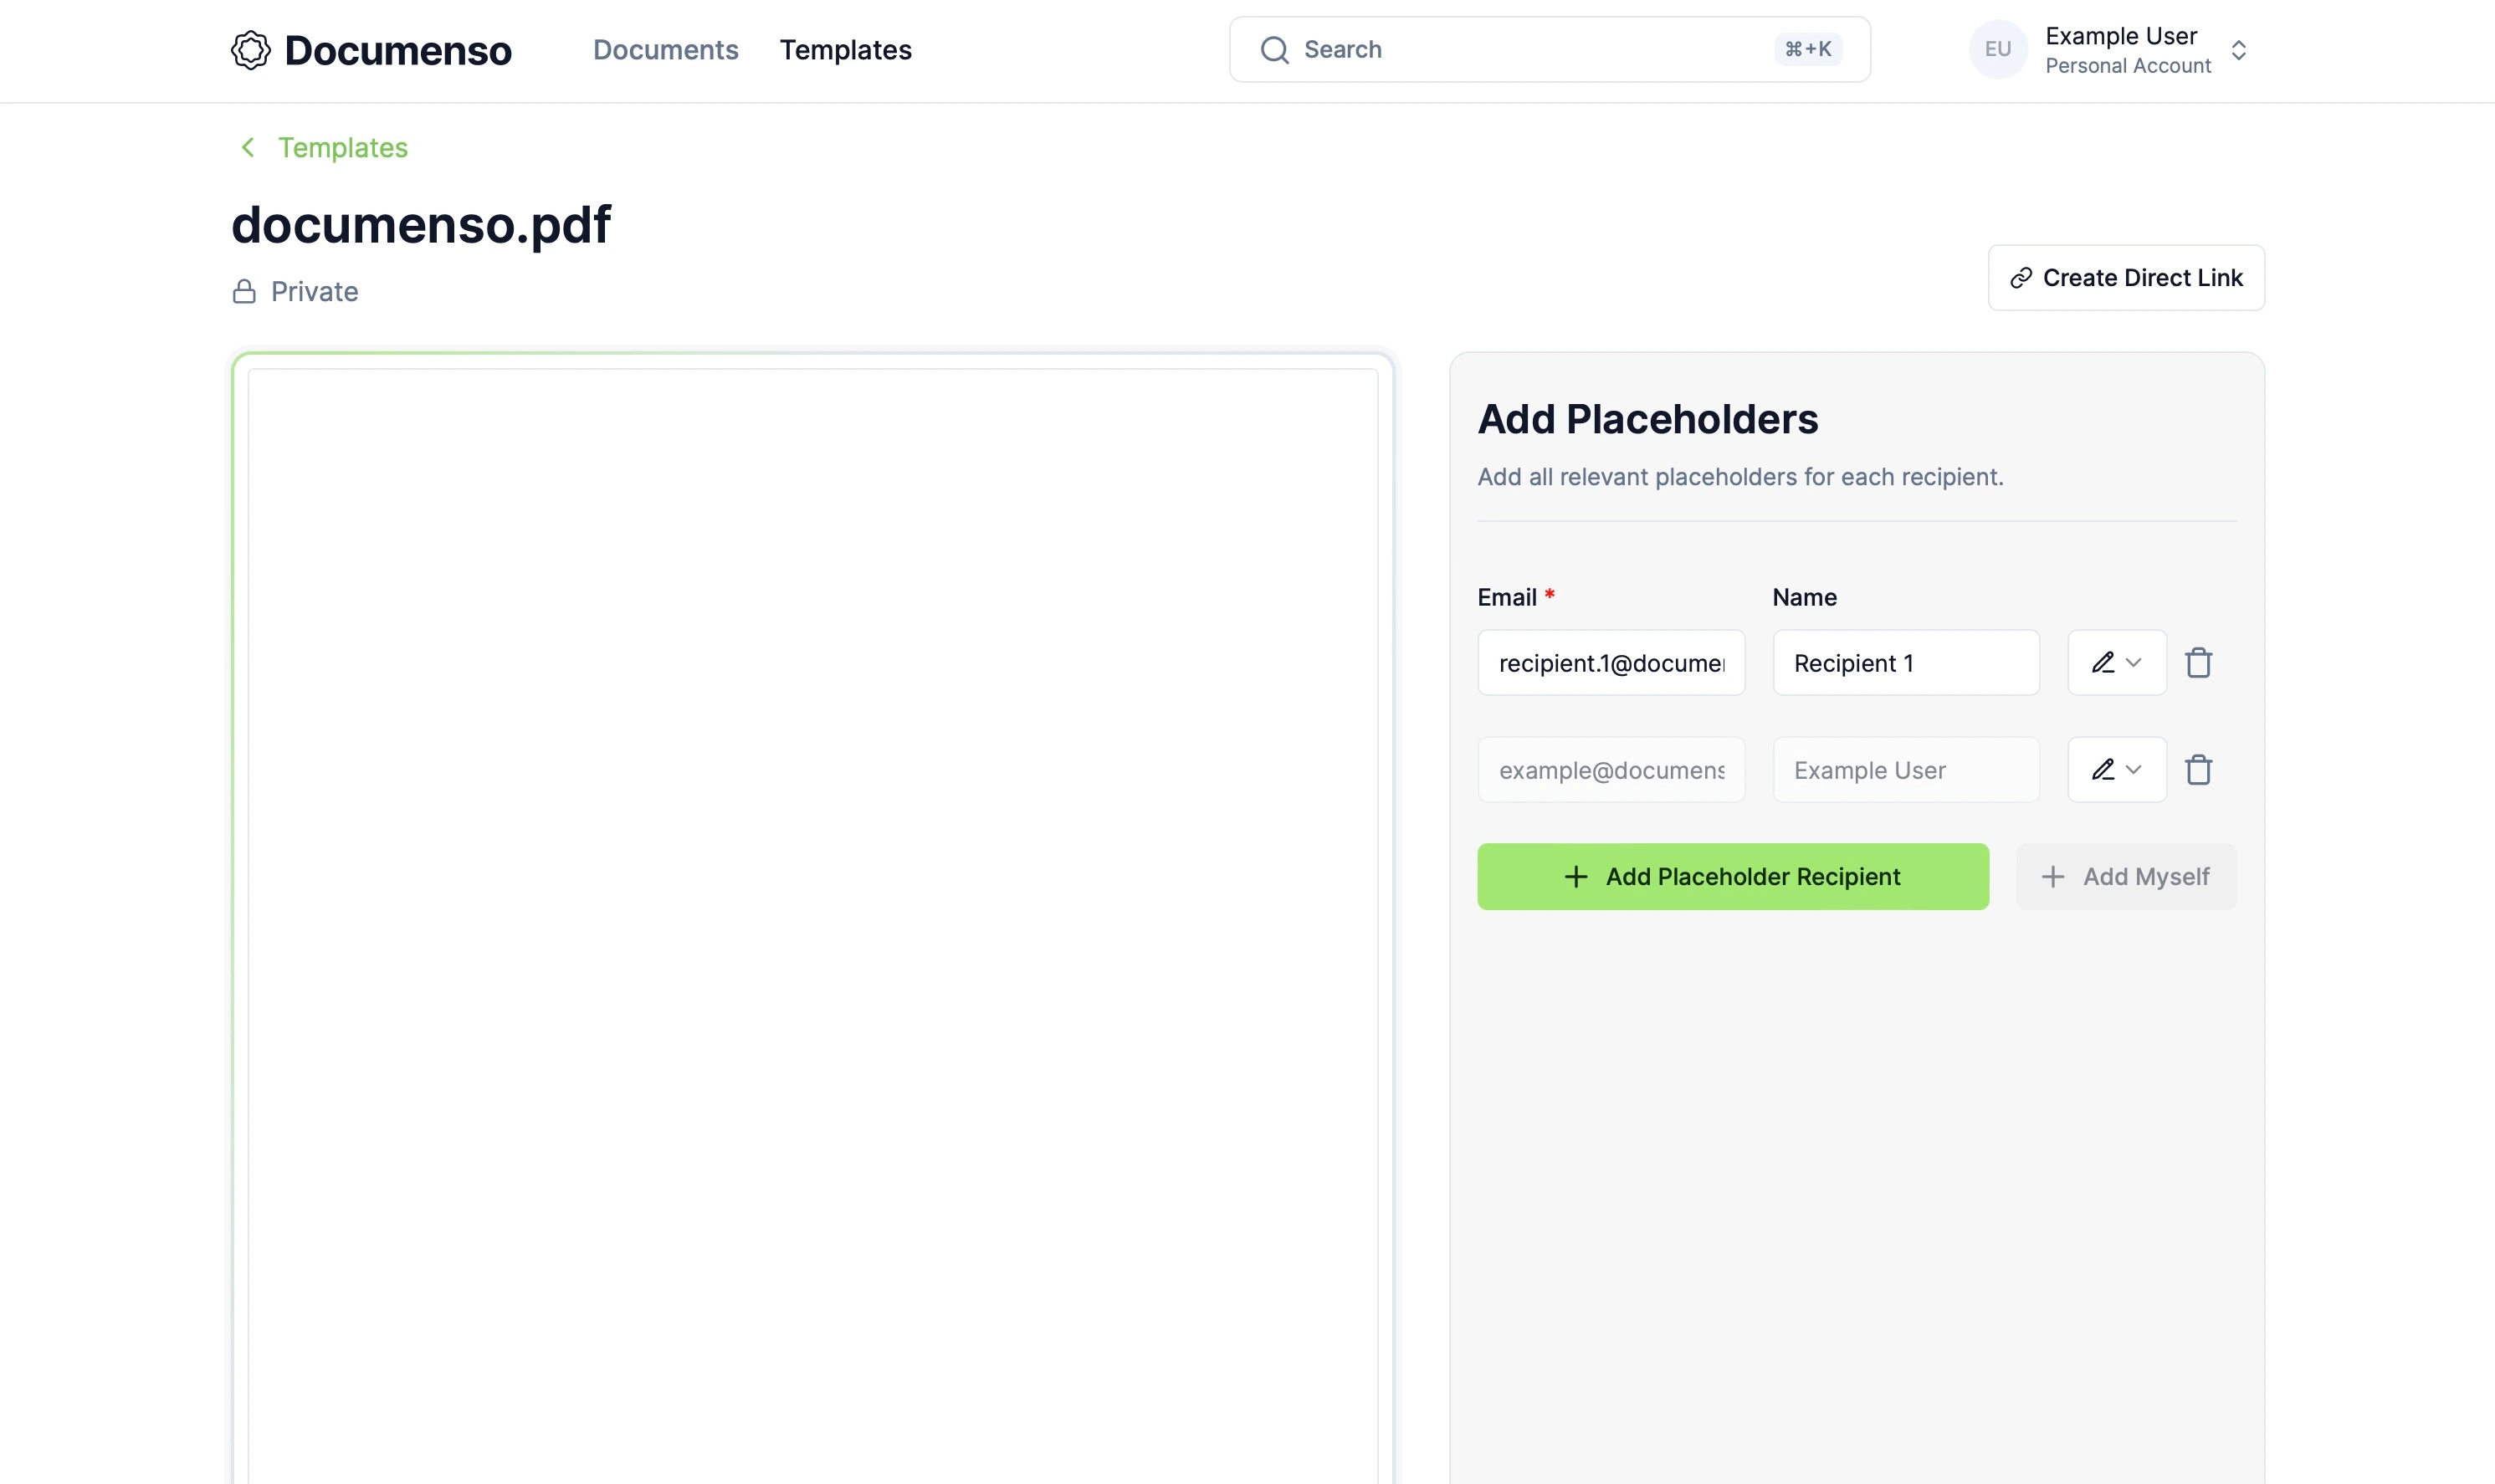 Documenso
Documents
Templates
Search
⌘+K
EU
Example User
Personal Account
Templates
documenso.pdf
Private
Create Direct Link
Add Placeholders
Add all relevant placeholders for each recipient.
Email *
Name
recipient.1@docume
Recipient 1
example@documens
Example User
Add Placeholder Recipient
Add Myself